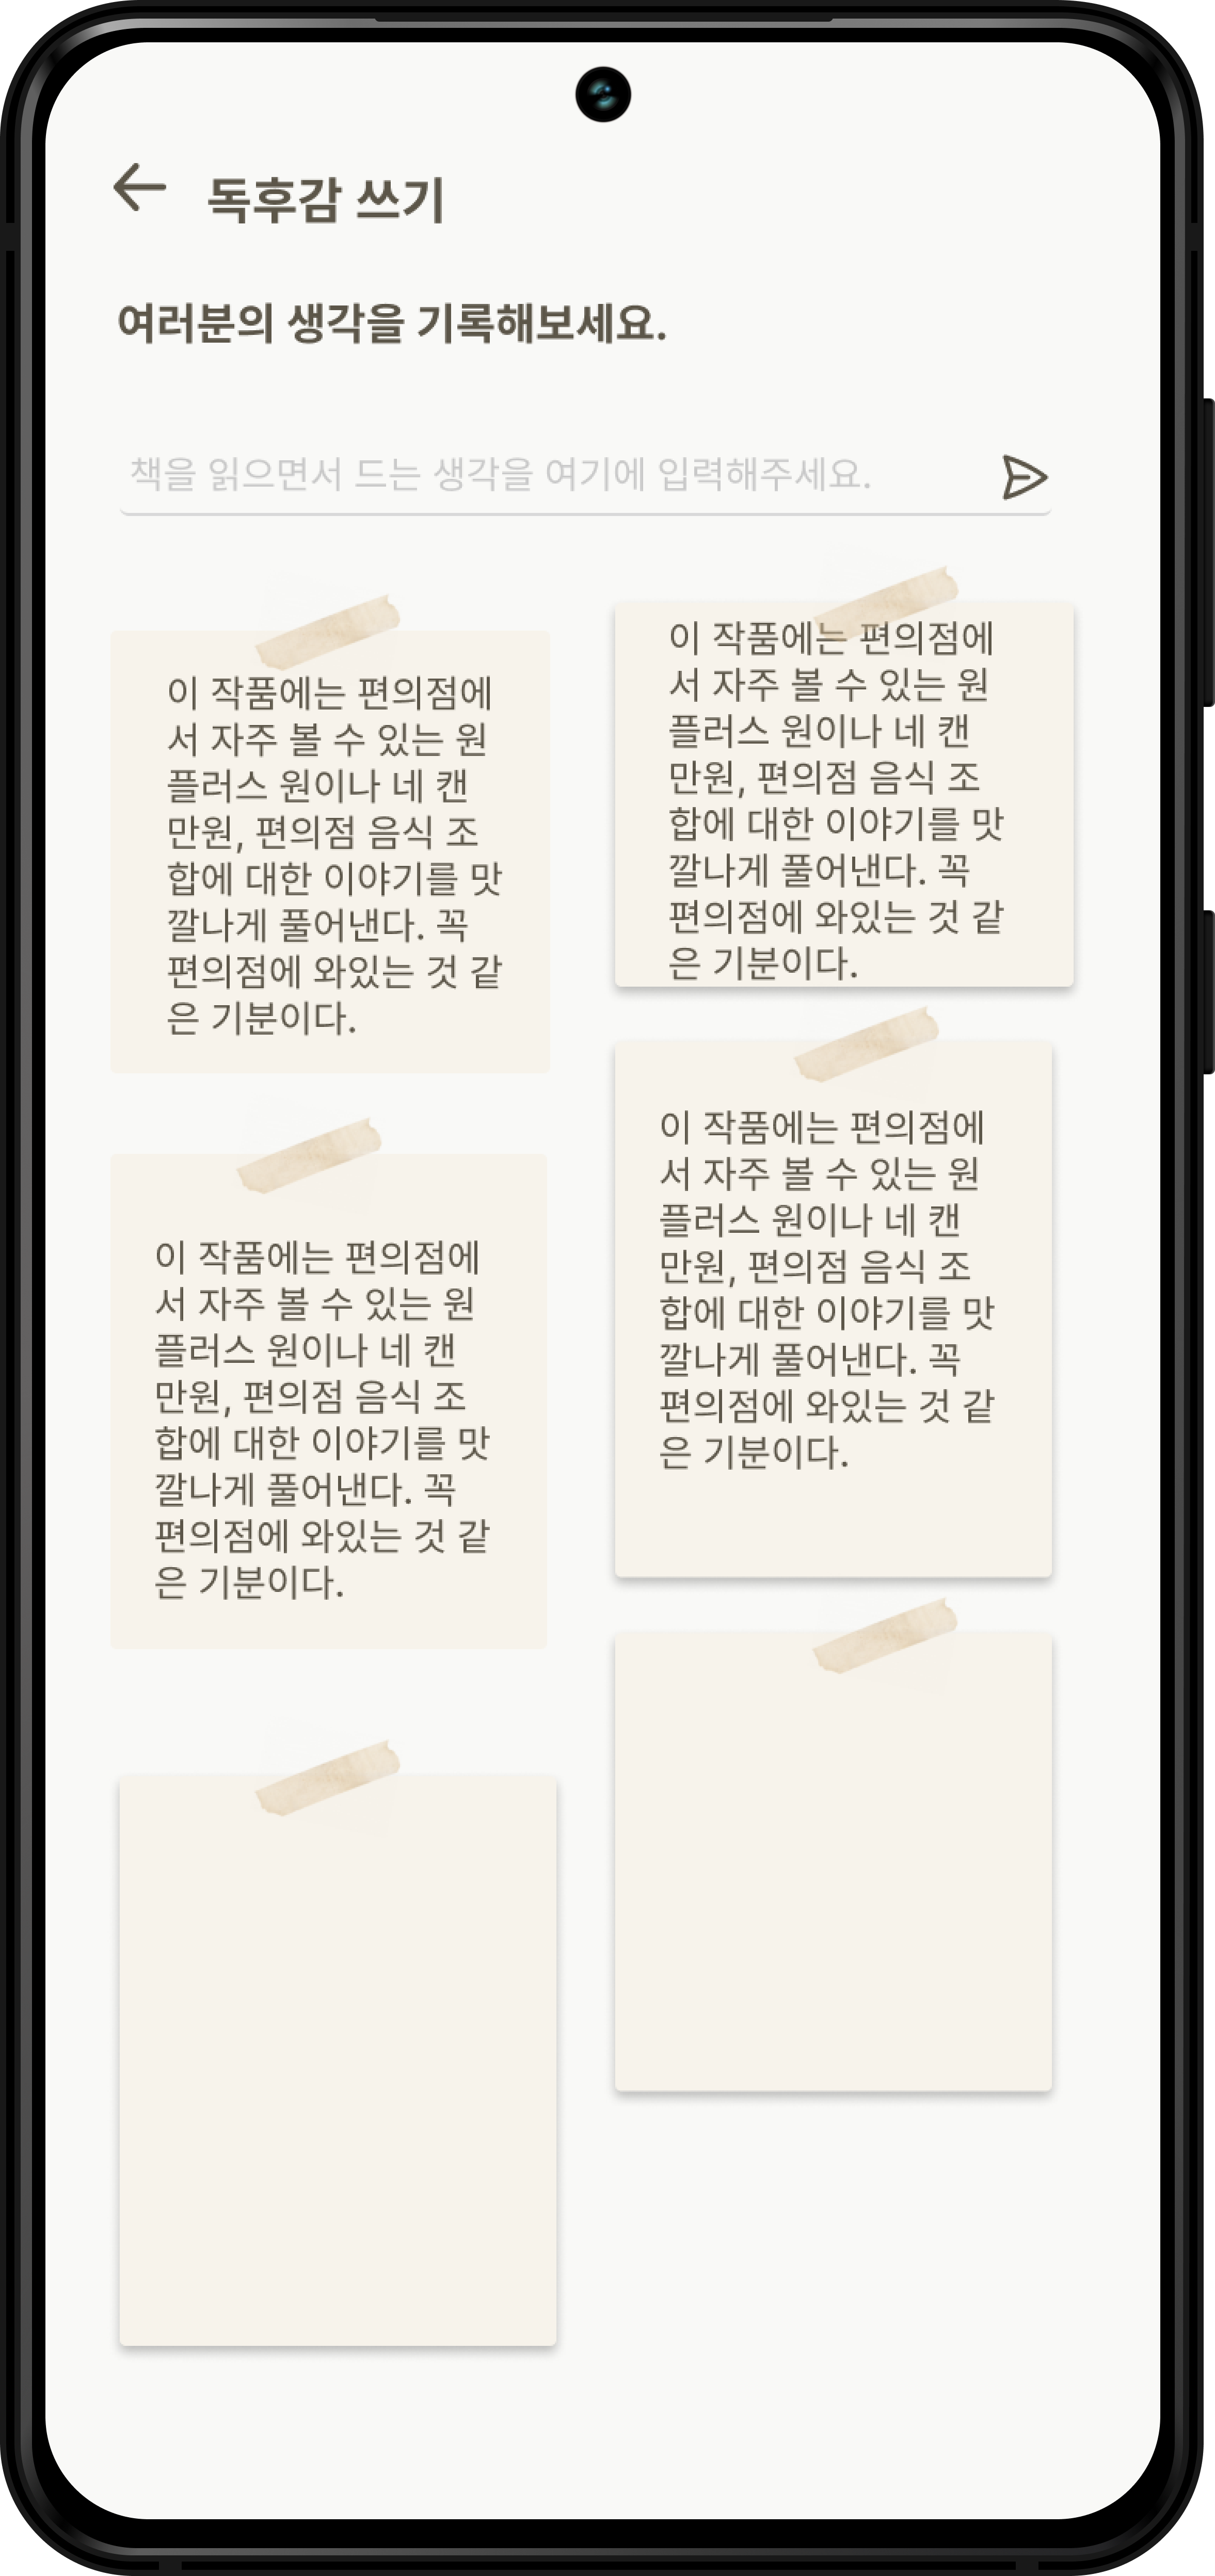 독후감 쓰기
여러분의 생각을 기록해보세요.
책을 읽으면서 드는 생각을 여기에 입력해주세요.
이 작품에는 편의점에
서 자주 볼 수 있는 원
플러스 원이나 네 캔
만원, 편의점 음식 조
합에 대한 이야기를 맛
깔나게 풀어낸다. 꼭
편의점에 와있는 것 같
은 기분이다.
이 작품에는 편의점에
서 자주 볼 수 있는 원
플러스 원이나 네 캔
만원, 편의점 음식 조
합에 대한 이야기를 맛
깔나게 풀어낸다. 꼭
편의점에 와있는 것 같
은 기분이다.
이 작품에는 편의점에
서 자주 볼 수 있는 원
플러스 원이나 네 캔
만원, 편의점 음식 조
합에 대한 이야기를 맛
깔나게 풀어낸다. 꼭
편의점에 와있는 것 같
은 기분이다.
이 작품에는 편의점에
서 자주 볼 수 있는 원
플러스 원이나 네 캔
만원, 편의점 음식 조
합에 대한 이야기를 맛
깔나게 풀어낸다. 꼭
편의점에 와있는 것 같
은 기분이다.